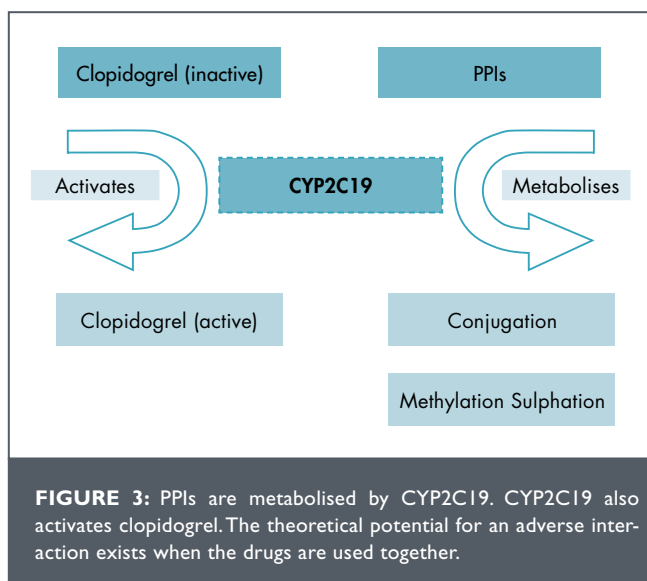 Clopidogrel (inactive)
PPIs
Activates
CYP2C19
Metabolises
Clopidogrel (active)
Conjugation
Methylation Sulphation
FIGURE 3: PPIs are metabolised by CYP2C19. CYP2C19 also
activates clopidogrel. The theoretical potential for an adverse inter-
action exists when the drugs are used together.